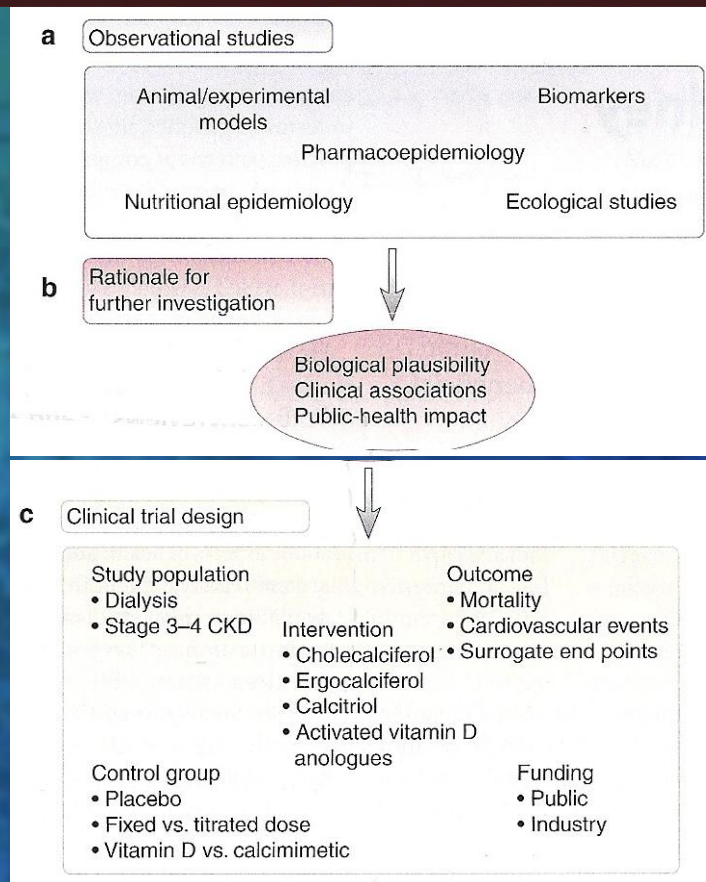 a
Observational studies
Animal/experimental
models
Biomarkers
Pharmacoepidemiology
Nutritional epidemiology
Ecological studies
b
Rationale for
further investigation
Biological plausibility
Clinical associations
Public-health impact
c
Clinical trial design
Study population
• Dialysis
• Stage 3–4 CKD
Intervention
• Cholecalciferol
• Ergocalciferol
• Calcitriol
• Activated vitamin D
anologues
Outcome
• Mortality
• Cardiovascular events
• Surrogate end points
Control group
• Placebo
• Fixed vs. titrated dose
• Vitamin D vs. calcimimetic
Funding
• Public
• Industry